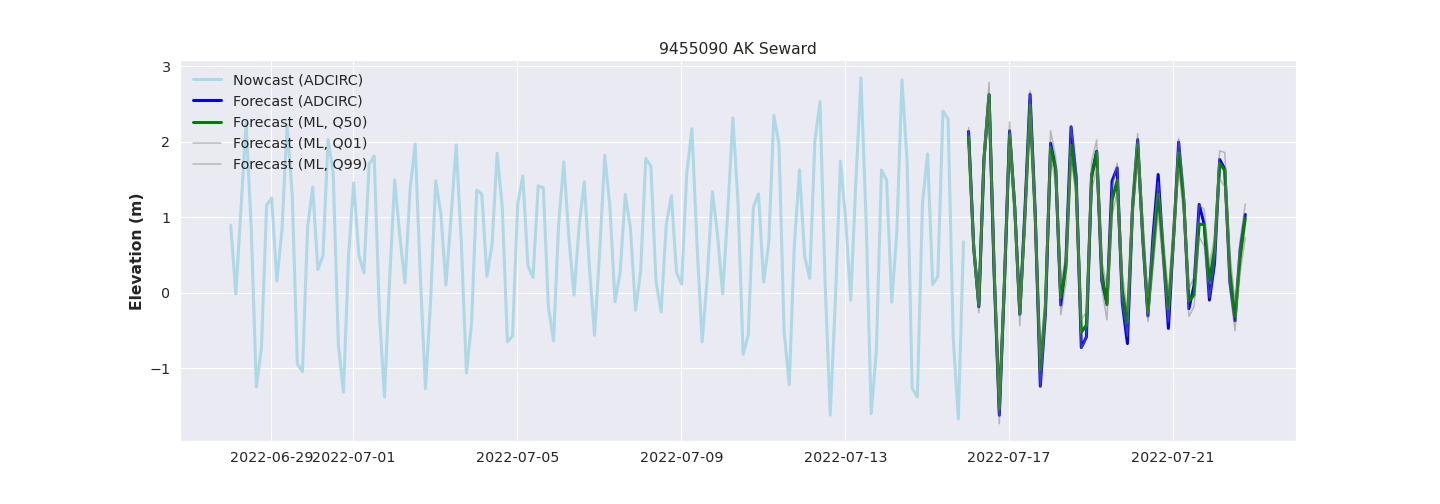 9455090 AK Seward
Nowcast (ADCIRC)
Forecast (ADCIRC)
Forecast (ML, Q50)
Forecast (ML, Q01)
Forecast (ML, Q99)
Elevation (m)
3
2
1
0
−1
2022-06-29
2022-07-01
2022-07-05
2022-07-09
2022-07-13
2022-07-17
2022-07-21